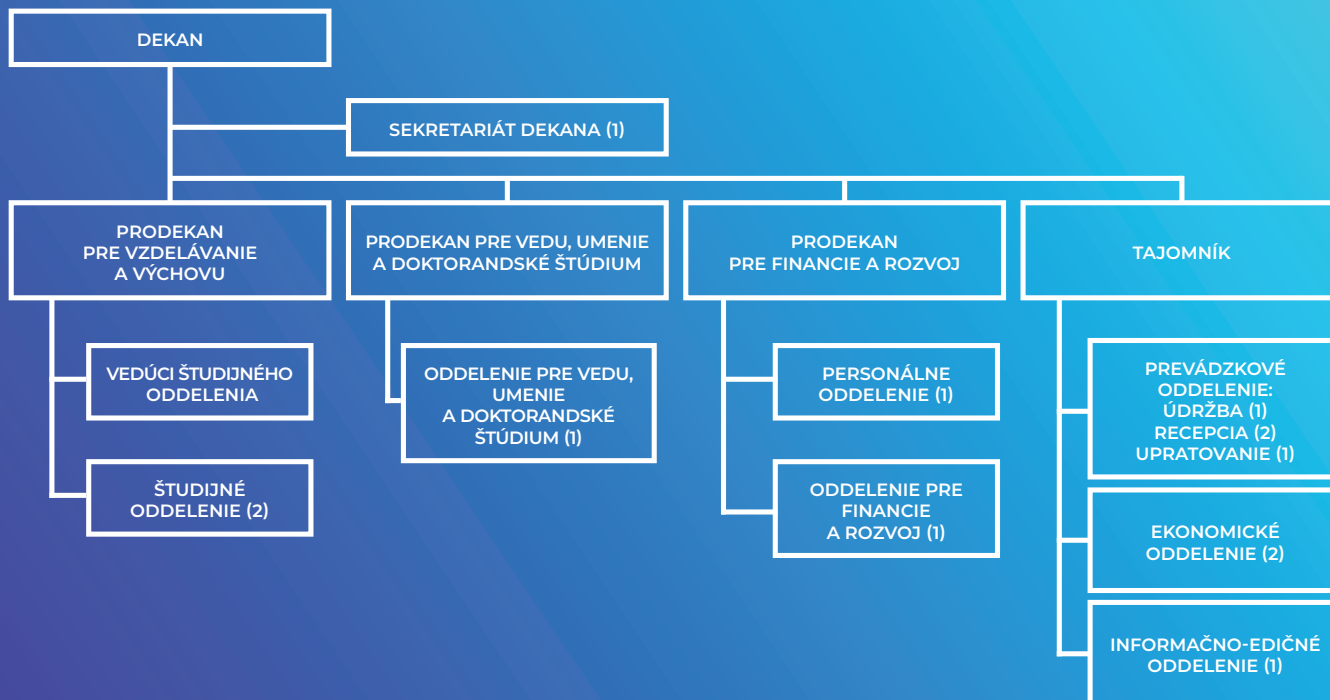 DEKAN
SEKRETARIÁT DEKANA (1)
PRODEKAN
PRE VZDELÁVANIE
A VÝCHOVU
PRODEKAN PRE VEDU, UMENIE
A DOKTORANDSKÉ ŠTÚDIUM
PRODEKAN
PRE FINANCIE A ROZVOJ
TAJOMNÍK
VEDÚCI ŠTUDIJNÉHO
ODDELENIA
ŠTUDIJNÉ
ODDELENIE (2)
ODDELENIE PRE VEDU,
UMENIE
A DOKTORANDSKÉ
ŠTÚDIUM (1)
PERSONÁLNE
ODDELENIE (1)
ODDELENIE PRE
FINANCIE
A ROZVOJ (1)
PREVÁDZKOVÉ
ODDELENIE:
ÚDRŽBA (1)
RECEPCIA (2)
UPRATOVANIE (1)
EKONOMICKÉ
ODDELENIE (2)
INFORMAČNO-EDIČNÉ
ODDELENIE (1)